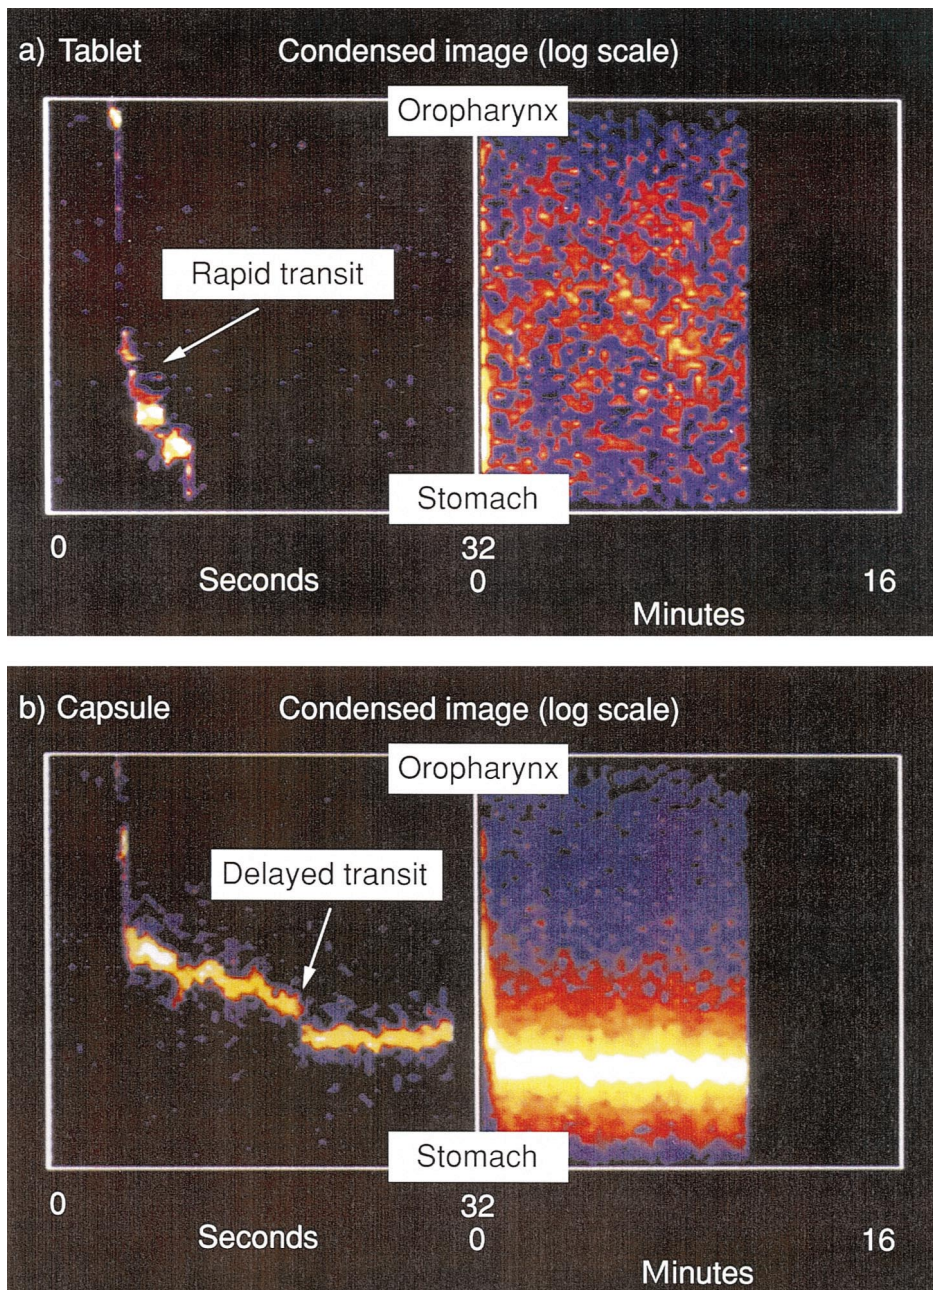 a) Tablet Condensed image (log scale)
Oropharynx
Rapid transit
Stomach
0 32
Seconds 0 16
Minutes
b) Capsule Condensed image (log scale)
Oropharynx
Delayed transit
Stomach
0 32
Seconds 0 16
Minutes